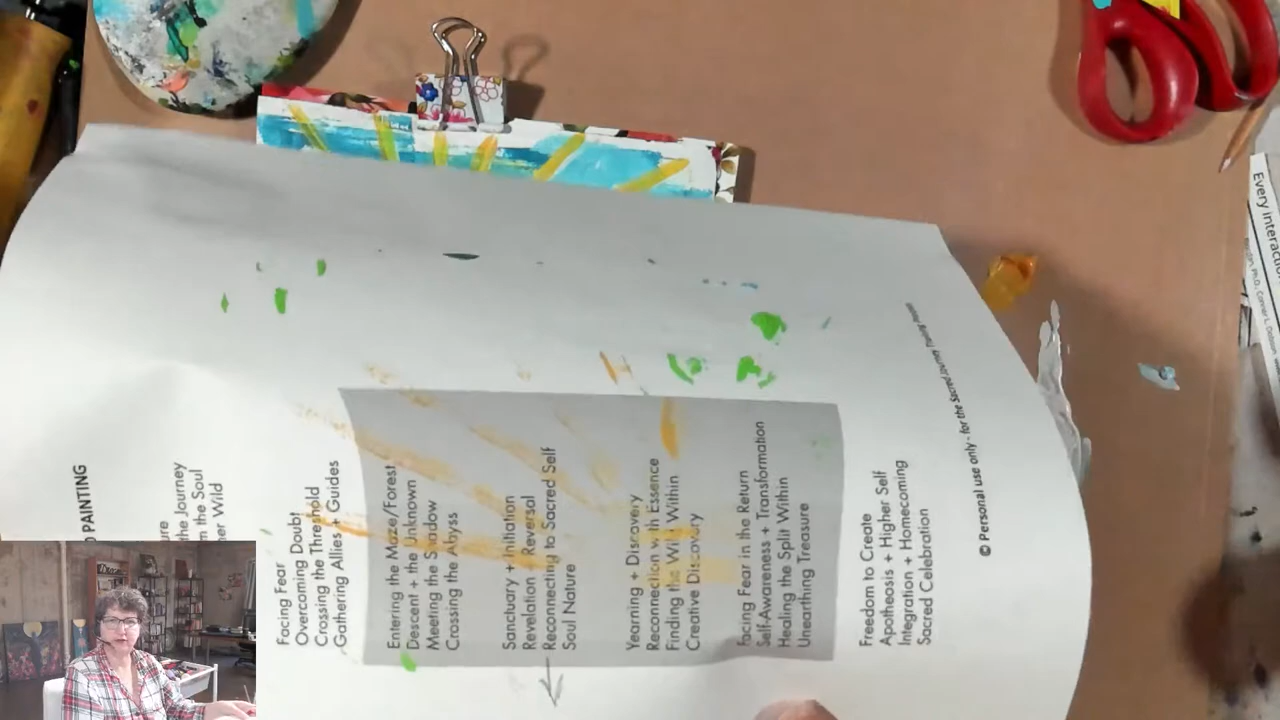 PAINTING
the Journey
the Soul
Wild
Facing Fear
Overcoming Doubt
Crossing the Threshold
Gathering Allies + Guides
Entering the Maze/Forest
Descent + the Unknown
Meeting the Shadow
Crossing the Abyss
Sanctuary + Initiation
Revelation + Reversal
Reconnecting to Sacred Self
Soul Nature
Yearning + Discovery
Reconnection with Essence
Finding the Wild Within
Creative Discovery
Facing Fear in the Return
Self-Awareness + Transformation
Healing the Split Within
Unearthing Treasure
Freedom to Create
Apotheosis + Higher Self
Integration + Homecoming
Sacred Celebration
© Personal use only - for the Sacred Journey
Every